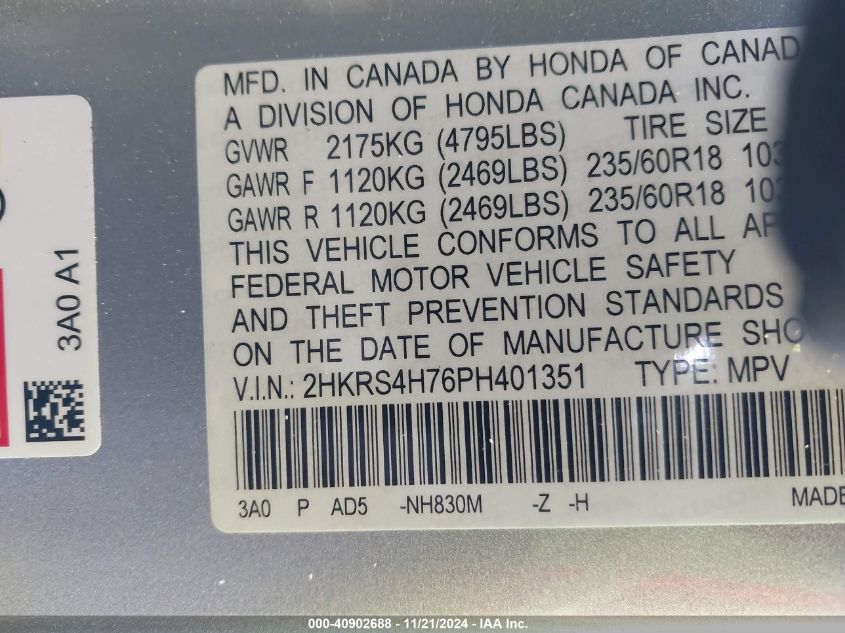 MFD. IN CANADA BY HONDA OF CANAD
A DIVISION OF HONDA CANADA INC.
GVWR 2175KG (4795LBS) TIRE SIZE
GAWR F 1120KG (2469LBS) 235/60R18 103
GAWR R 1120KG (2469LBS) 235/60R18 103
THIS VEHICLE CONFORMS TO ALL AP
FEDERAL MOTOR VEHICLE SAFETY
AND THEFT PREVENTION STANDARDS
ON THE DATE OF MANUFACTURE SHO
V.I.N.: 2HKRS4H76PH401351 TYPE: MPV
3A0 P AD5 -NH830M -Z -H MADE
3A0 A1
000-40902688 - 11/21/2024 - IAA Inc.